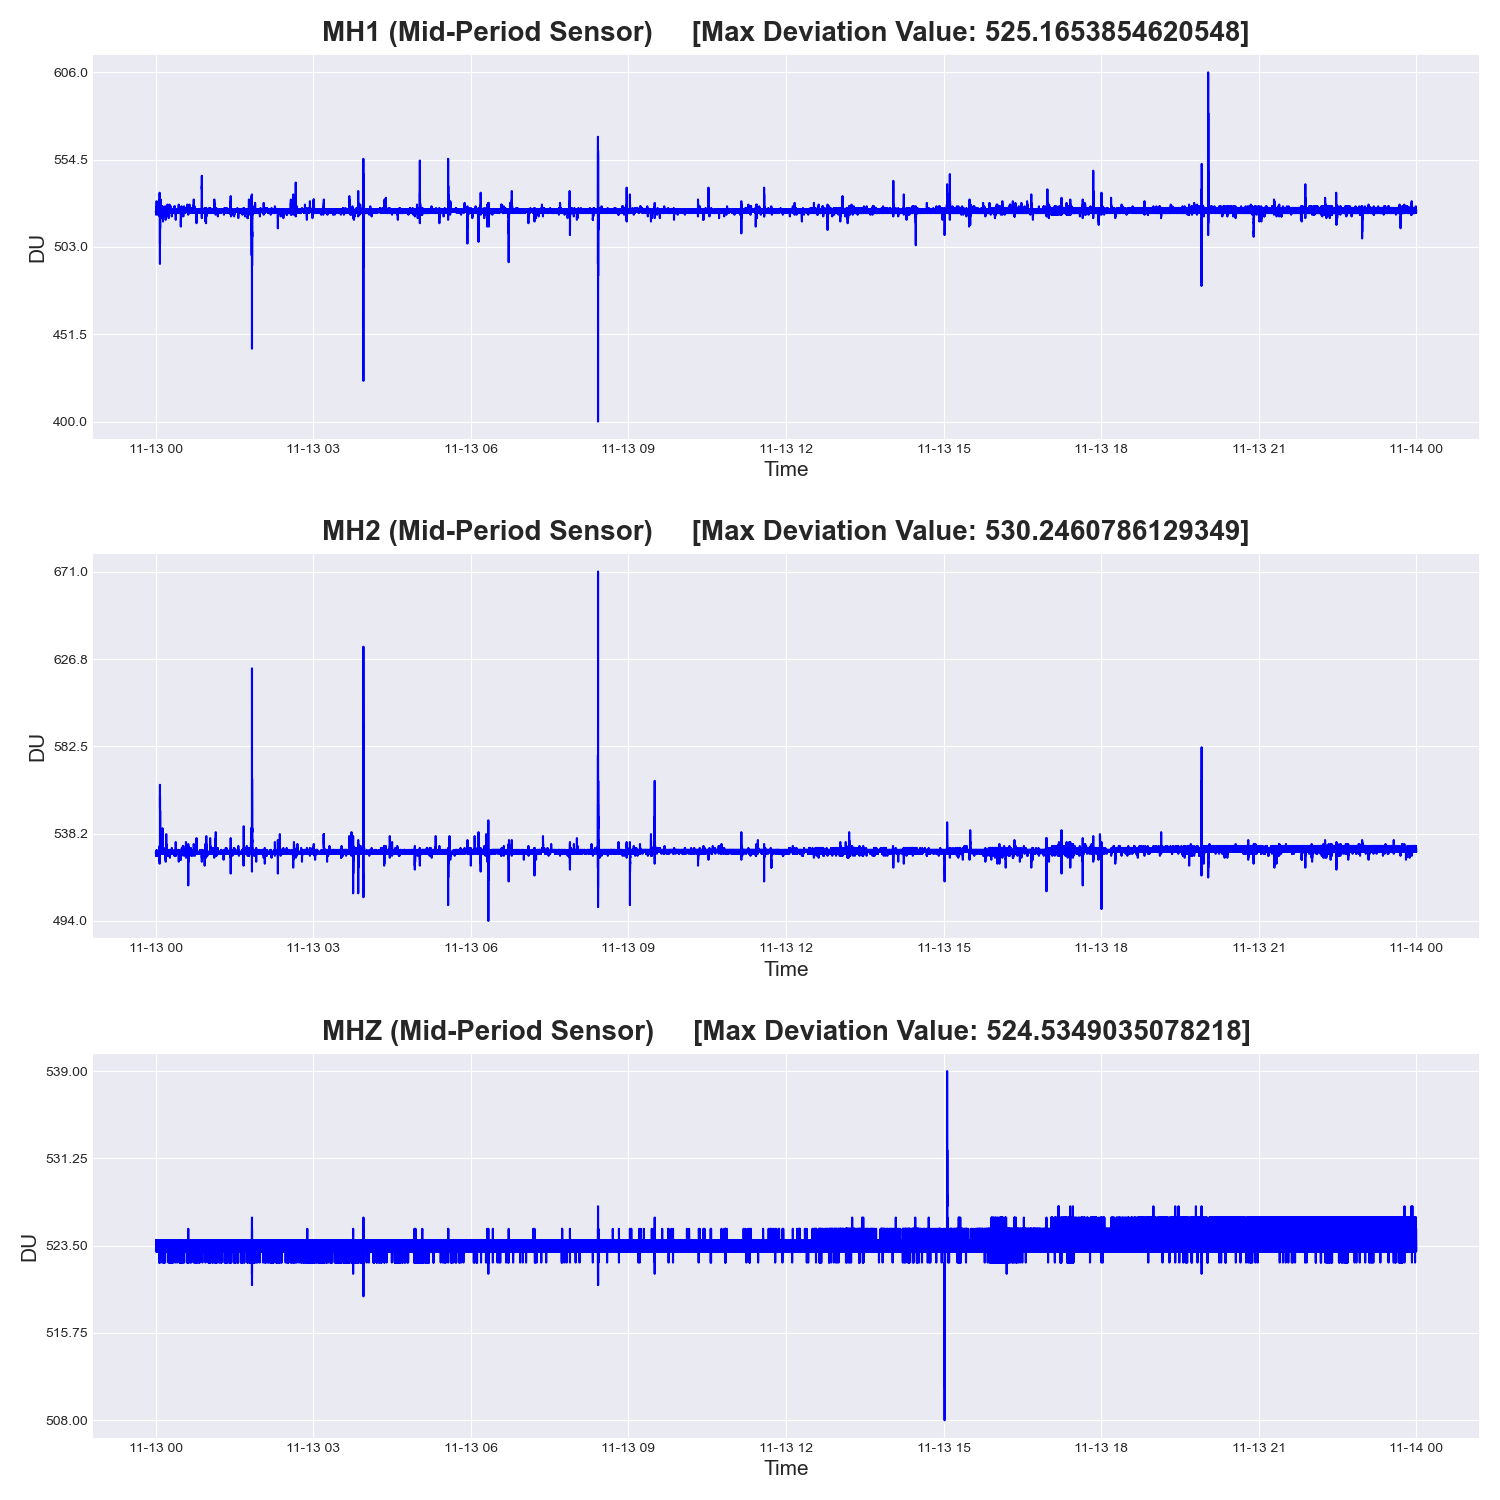 MH1 (Mid-Period Sensor) [Max Deviation Value: 525.1653854620548]
606.0
554.5
503.0
451.5
400.0
DU
11-13 00 11-13 03 11-13 06 11-13 09 11-13 12 11-13 15 11-13 18 11-13 21 11-14 00
Time
MH2 (Mid-Period Sensor) [Max Deviation Value: 530.2460786129349]
671.0
626.8
582.5
538.2
494.0
DU
11-13 00 11-13 03 11-13 06 11-13 09 11-13 12 11-13 15 11-13 18 11-13 21 11-14 00
Time
MHZ (Mid-Period Sensor) [Max Deviation Value: 524.5349035078218]
539.00
531.25
523.50
515.75
508.00
DU
11-13 00 11-13 03 11-13 06 11-13 09 11-13 12 11-13 15 11-13 18 11-13 21 11-14 00
Time